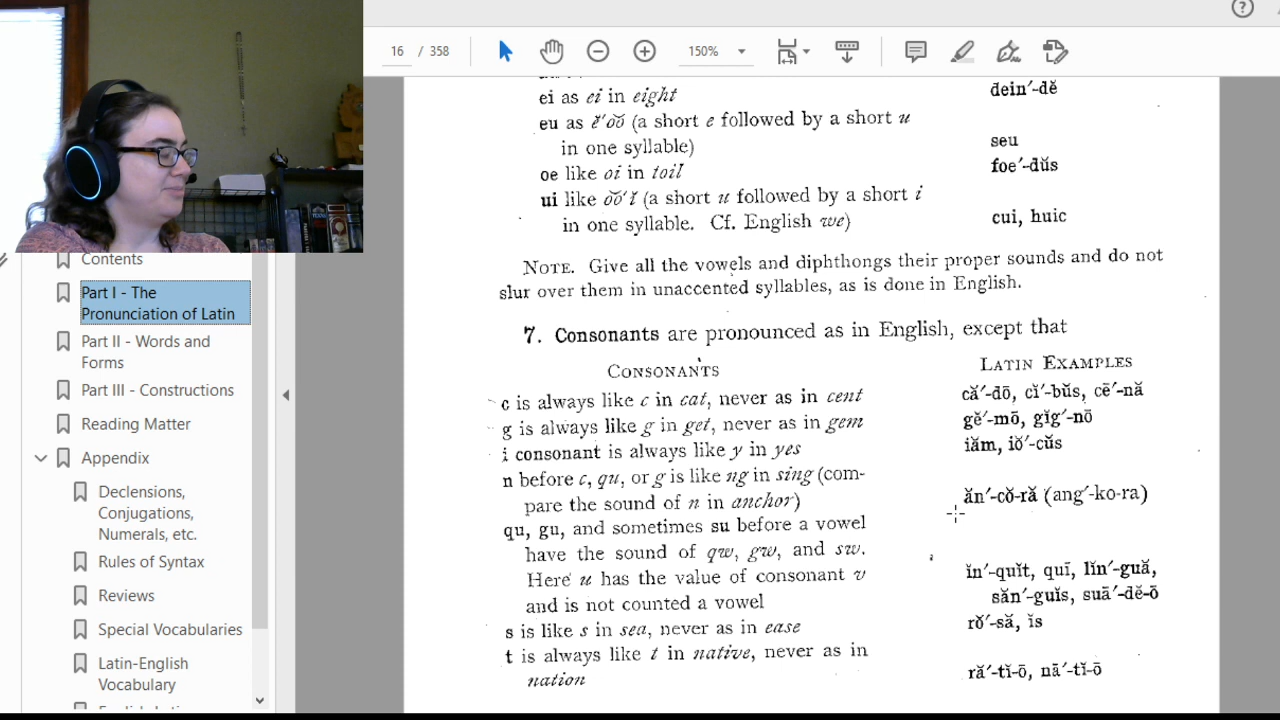 16 / 358
150%
Contents
Part I - The
Pronunciation of Latin
Part II - Words and
Forms
Part III - Constructions
Reading Matter
Appendix
Declensions,
Conjugations,
Numerals, etc.
Rules of Syntax
Reviews
Special Vocabularies
Latin-English
Vocabulary
ei as ei in eight
dein′-dĕ
eu as ĕ′o͝o (a short e followed by a short u
in one syllable)
seu
oe like oi in toil
foe′-dŭs
ui like o͝o′ĭ (a short u followed by a short i
in one syllable. Cf. English we)
cui, huic
NOTE. Give all the vowels and diphthongs their proper sounds and do not
slur over them in unaccented syllables, as is done in English.
7. Consonants are pronounced as in English, except that
CONSONANTS
LATIN EXAMPLES
c is always like c in cat, never as in cent
că′-dō, cĭ′-bŭs, cē′-nă
g is always like g in get, never as in gem
gĕ′-mō, gĭg′-nō
i consonant is always like y in yes
iăm, iŏ′-cŭs
n before c, qu, or g is like ng in sing (com-
pare the sound of n in anchor)
ăn′-cŏ-ră (ang′-ko-ra)
qu, gu, and sometimes su before a vowel
have the sound of qw, gw, and sw.
Here u has the value of consonant v
and is not counted a vowel
ĭn′-quĭt, quī, lĭn′-guă,
săn′-guĭs, suā′-dĕ-ō
s is like s in sea, never as in ease
rŏ′-să, ĭs
t is always like t in native, never as in
nation
ră′-tĭ-ō, nā′-tĭ-ō